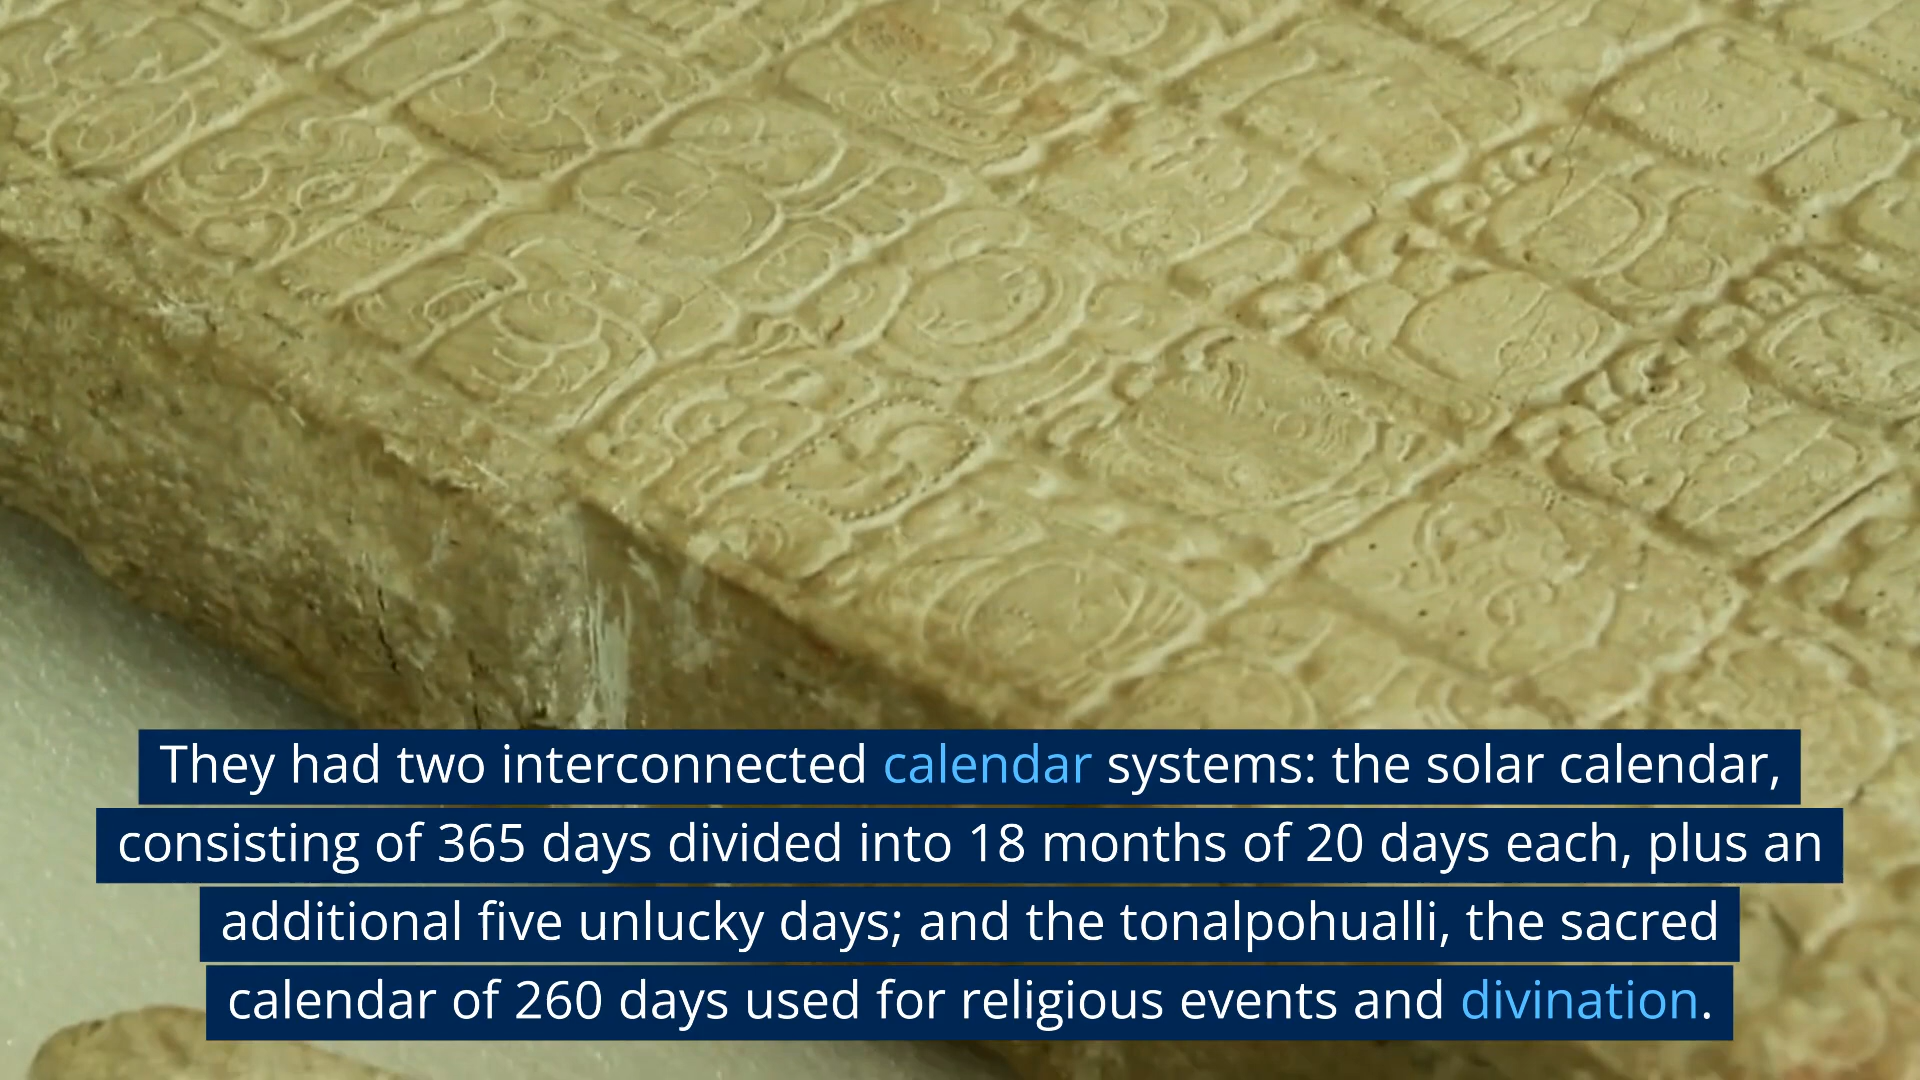 They had two interconnected calendar systems: the solar calendar,
consisting of 365 days divided into 18 months of 20 days each, plus an
additional five unlucky days; and the tonalpohualli, the sacred
calendar of 260 days used for religious events and divination.